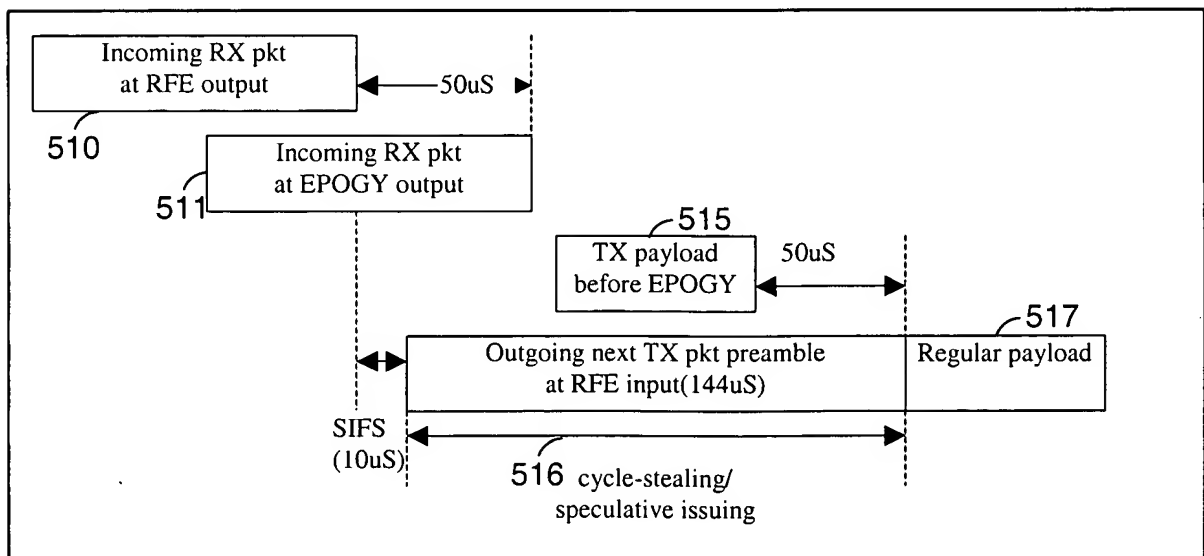 Incoming RX pkt
at RFE output
50uS
510
Incoming RX pkt
at EPOGY output
511
515
TX payload
before EPOGY
50uS
517
Outgoing next TX pkt preamble
at RFE input(144uS)
Regular payload
SIFS
(10uS)
516 cycle-stealing/
speculative issuing